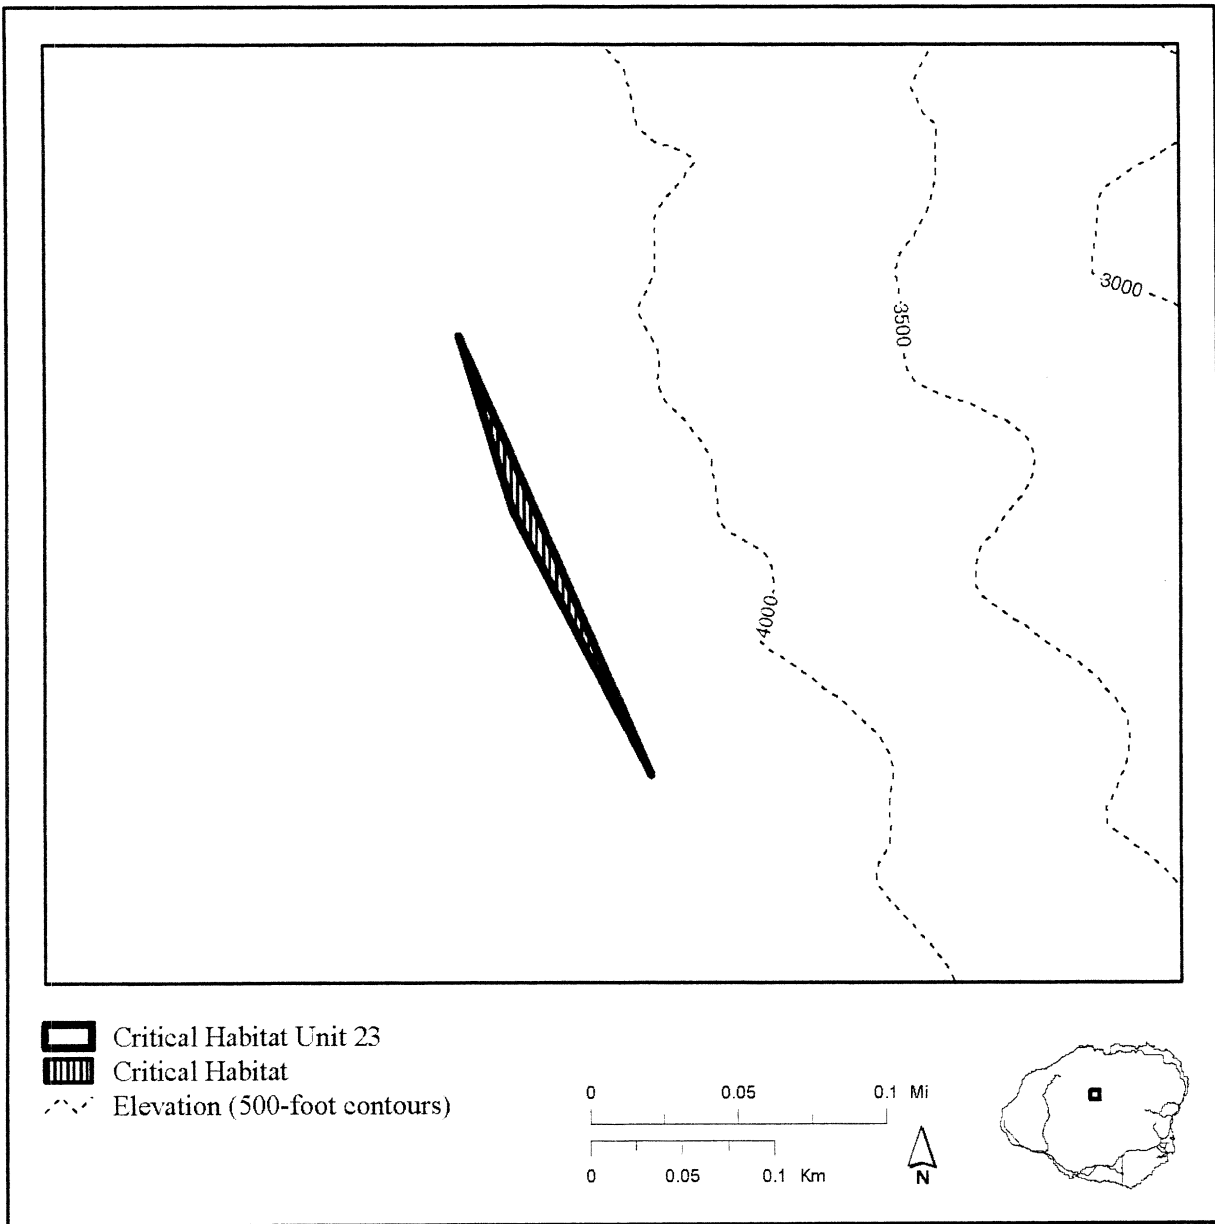 3000
3500
4000
Critical Habitat Unit 23
Critical Habitat
Elevation (500-foot contours)
0 0.05 0.1 Mi
0 0.05 0.1 Km
N